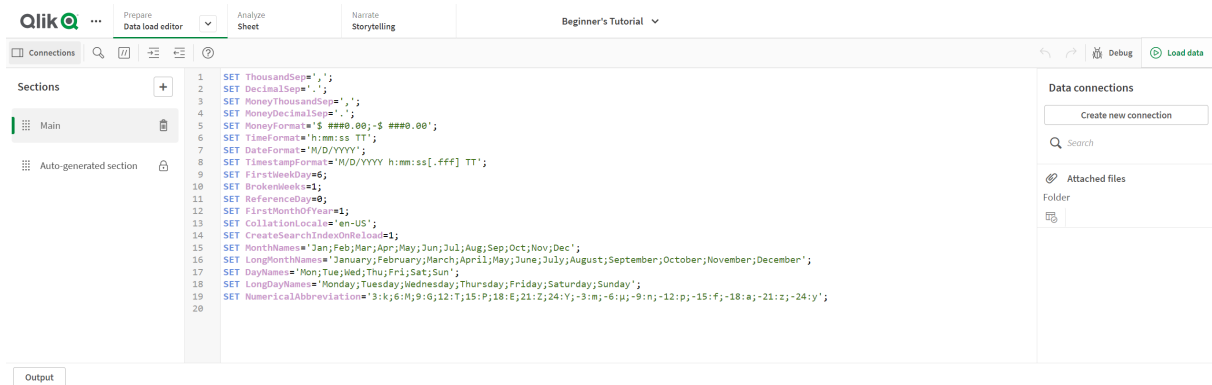 Qlik
Prepare
Data load editor
Analyze
Sheet
Narrate
Storytelling
Beginner's Tutorial
Connections
Debug
Load data
Sections
Main
Auto-generated section
1 SET ThousandSep=',';
2 SET DecimalSep='.';
3 SET MoneyThousandSep=',';
4 SET MoneyDecimalSep='.';
5 SET MoneyFormat='$ ###0.00;-$ ###0.00';
6 SET TimeFormat='h:mm:ss TT';
7 SET DateFormat='M/D/YYYY';
8 SET TimestampFormat='M/D/YYYY h:mm:ss[.fff] TT';
9 SET FirstWeekDay=6;
10 SET BrokenWeeks=1;
11 SET ReferenceDay=0;
12 SET FirstMonthOfYear=1;
13 SET CollationLocale='en-US';
14 SET CreateSearchIndexOnReload=1;
15 SET MonthNames='Jan;Feb;Mar;Apr;May;Jun;Jul;Aug;Sep;Oct;Nov;Dec';
16 SET LongMonthNames='January;February;March;April;May;June;July;August;September;October;November;December';
17 SET DayNames='Mon;Tue;Wed;Thu;Fri;Sat;Sun';
18 SET LongDayNames='Monday;Tuesday;Wednesday;Thursday;Friday;Saturday;Sunday';
19 SET NumericalAbbreviation='3:k;6:M;9:G;12:T;15:P;18:E;21:Z;24:Y;-3:m;-6:μ;-9:n;-12:p;-15:f;-18:a;-21:z;-24:y';
20
Data connections
Create new connection
Search
Attached files
Folder
Output